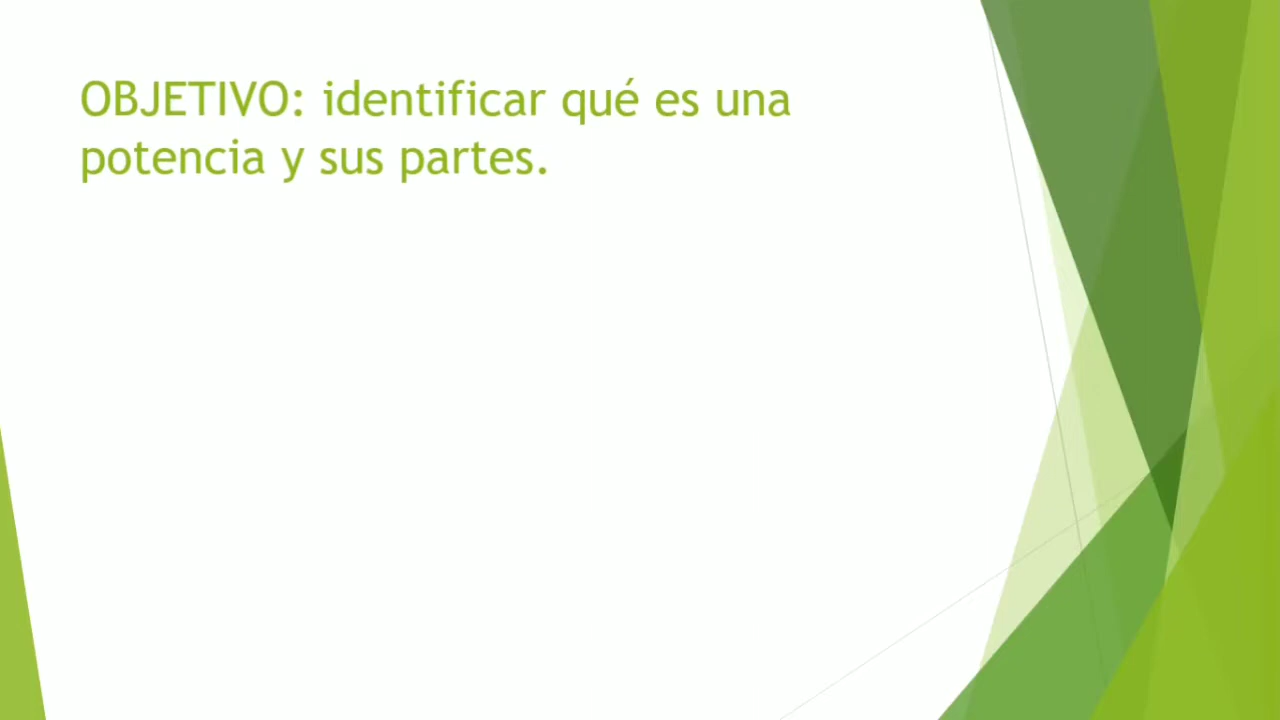 OBJETIVO: identificar qué es una
potencia y sus partes.